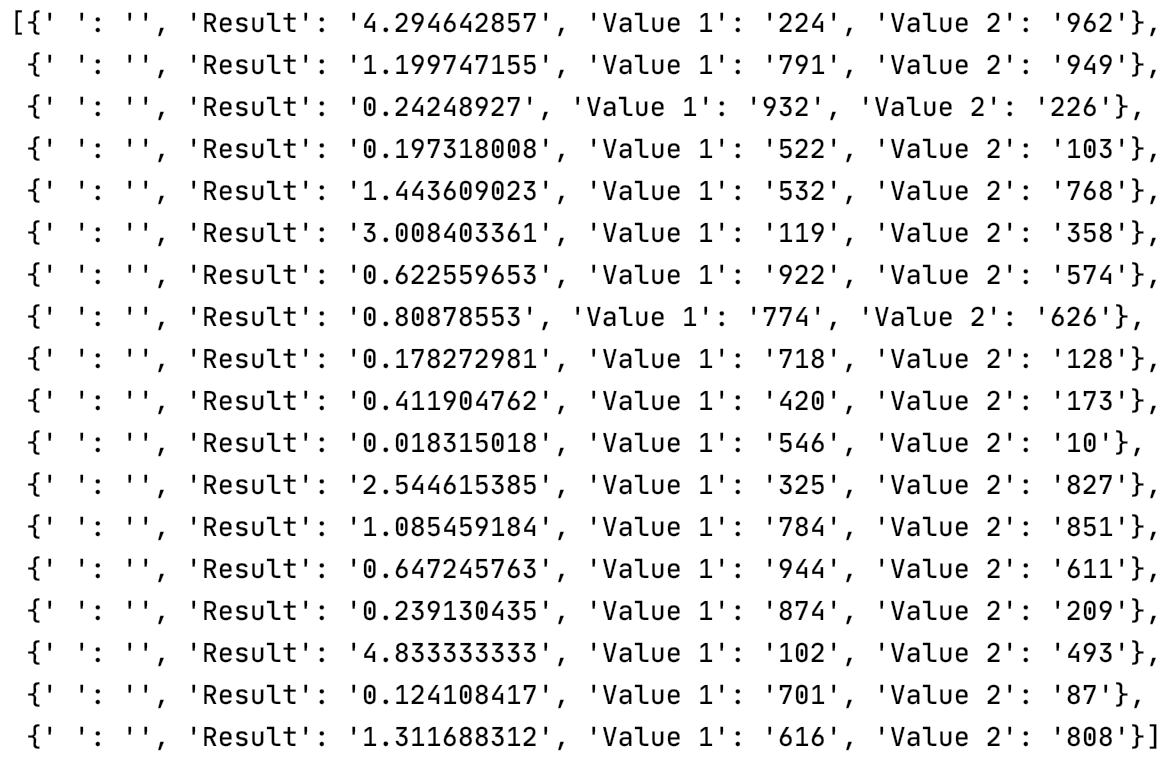 [{' ': '', 'Result': '4.294642857', 'Value 1': '224', 'Value 2': '962'},
{' ': '', 'Result': '1.199747155', 'Value 1': '791', 'Value 2': '949'},
{' ': '', 'Result': '0.24248927', 'Value 1': '932', 'Value 2': '226'},
{' ': '', 'Result': '0.197318008', 'Value 1': '522', 'Value 2': '103'},
{' ': '', 'Result': '1.443609023', 'Value 1': '532', 'Value 2': '768'},
{' ': '', 'Result': '3.008403361', 'Value 1': '119', 'Value 2': '358'},
{' ': '', 'Result': '0.622559653', 'Value 1': '922', 'Value 2': '574'},
{' ': '', 'Result': '0.80878553', 'Value 1': '774', 'Value 2': '626'},
{' ': '', 'Result': '0.178272981', 'Value 1': '718', 'Value 2': '128'},
{' ': '', 'Result': '0.411904762', 'Value 1': '420', 'Value 2': '173'},
{' ': '', 'Result': '0.018315018', 'Value 1': '546', 'Value 2': '10'},
{' ': '', 'Result': '2.544615385', 'Value 1': '325', 'Value 2': '827'},
{' ': '', 'Result': '1.085459184', 'Value 1': '784', 'Value 2': '851'},
{' ': '', 'Result': '0.647245763', 'Value 1': '944', 'Value 2': '611'},
{' ': '', 'Result': '0.239130435', 'Value 1': '874', 'Value 2': '209'},
{' ': '', 'Result': '4.833333333', 'Value 1': '102', 'Value 2': '493'},
{' ': '', 'Result': '0.124108417', 'Value 1': '701', 'Value 2': '87'},
{' ': '', 'Result': '1.311688312', 'Value 1': '616', 'Value 2': '808'}]